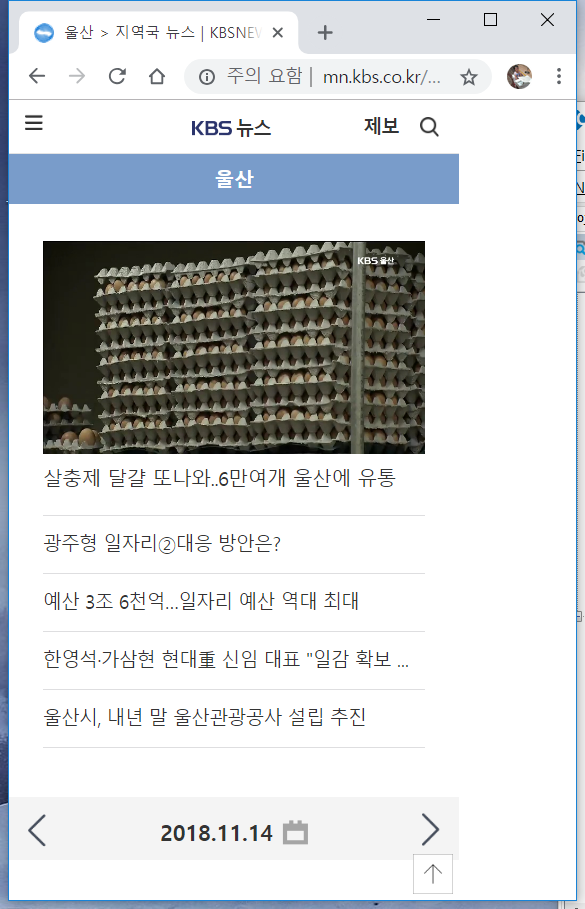 울산 > 지역국 뉴스 | KBSNEW
주의 요함 | mn.kbs.co.kr/...
KBS 뉴스 제보
울산
KBS 울산
살충제 달걀 또나와..6만여개 울산에 유통
광주형 일자리②대응 방안은?
예산 3조 6천억…일자리 예산 역대 최대
한영석·가삼현 현대重 신임 대표 "일감 확보 ...
울산시, 내년 말 울산관광공사 설립 추진
2018.11.14